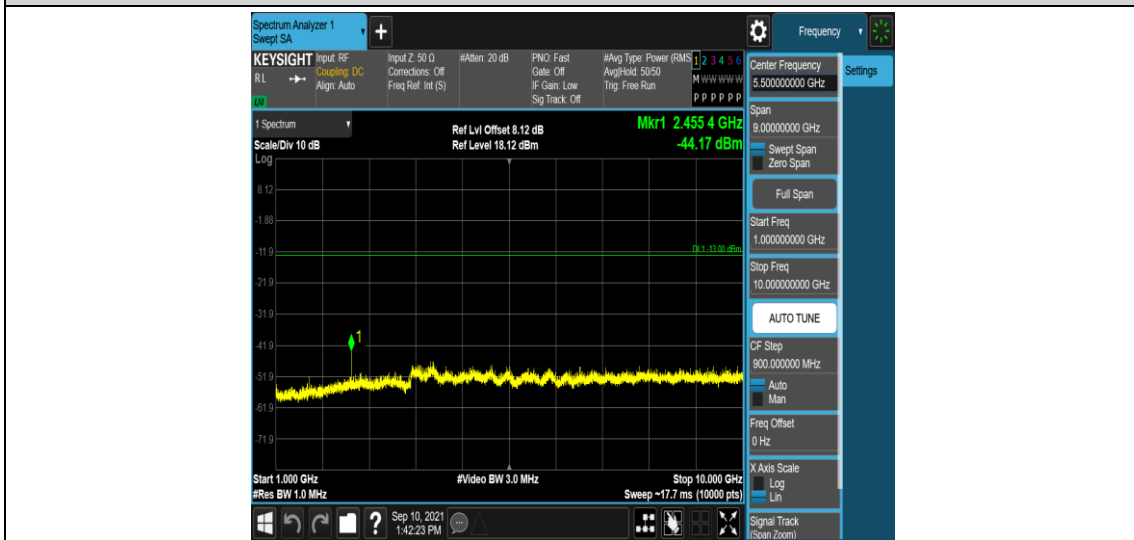 Spectrum Analyzer 1
Swept SA
+
Frequency
KEYSIGHT
RL
LXI
Input: RF
Coupling: DC
Align: Auto
Input Z: 50 Ω
Corrections: Off
Freq Ref: Int (S)
#Atten: 20 dB
PNO: Fast
Gate: Off
IF Gain: Low
Sig Track: Off
#Avg Type: Power (RMS
Avg|Hold: 50/50
Trig: Free Run
1 2 3 4 5 6
M W W W W W
P P P P P P
1 Spectrum
Scale/Div 10 dB
Log
Ref Lvl Offset 8.12 dB
Ref Level 18.12 dBm
Mkr1 2.455 4 GHz
-44.17 dBm
8.12
-1.88
-11.9
DL1 -13.00 dBm
-21.9
-31.9
1
-41.9
-51.9
-61.9
-71.9
Start 1.000 GHz
#Video BW 3.0 MHz
Stop 10.000 GHz
#Res BW 1.0 MHz
Sweep ~17.7 ms (10000 pts)
Center Frequency
5.500000000 GHz
Settings
Span
9.00000000 GHz
Swept Span
Zero Span
Full Span
Start Freq
1.000000000 GHz
Stop Freq
10.000000000 GHz
AUTO TUNE
CF Step
900.000000 MHz
Auto
Man
Freq Offset
0 Hz
X Axis Scale
Log
Lin
Signal Track
(Span Zoom)
?
Sep 10, 2021
1:42:23 PM